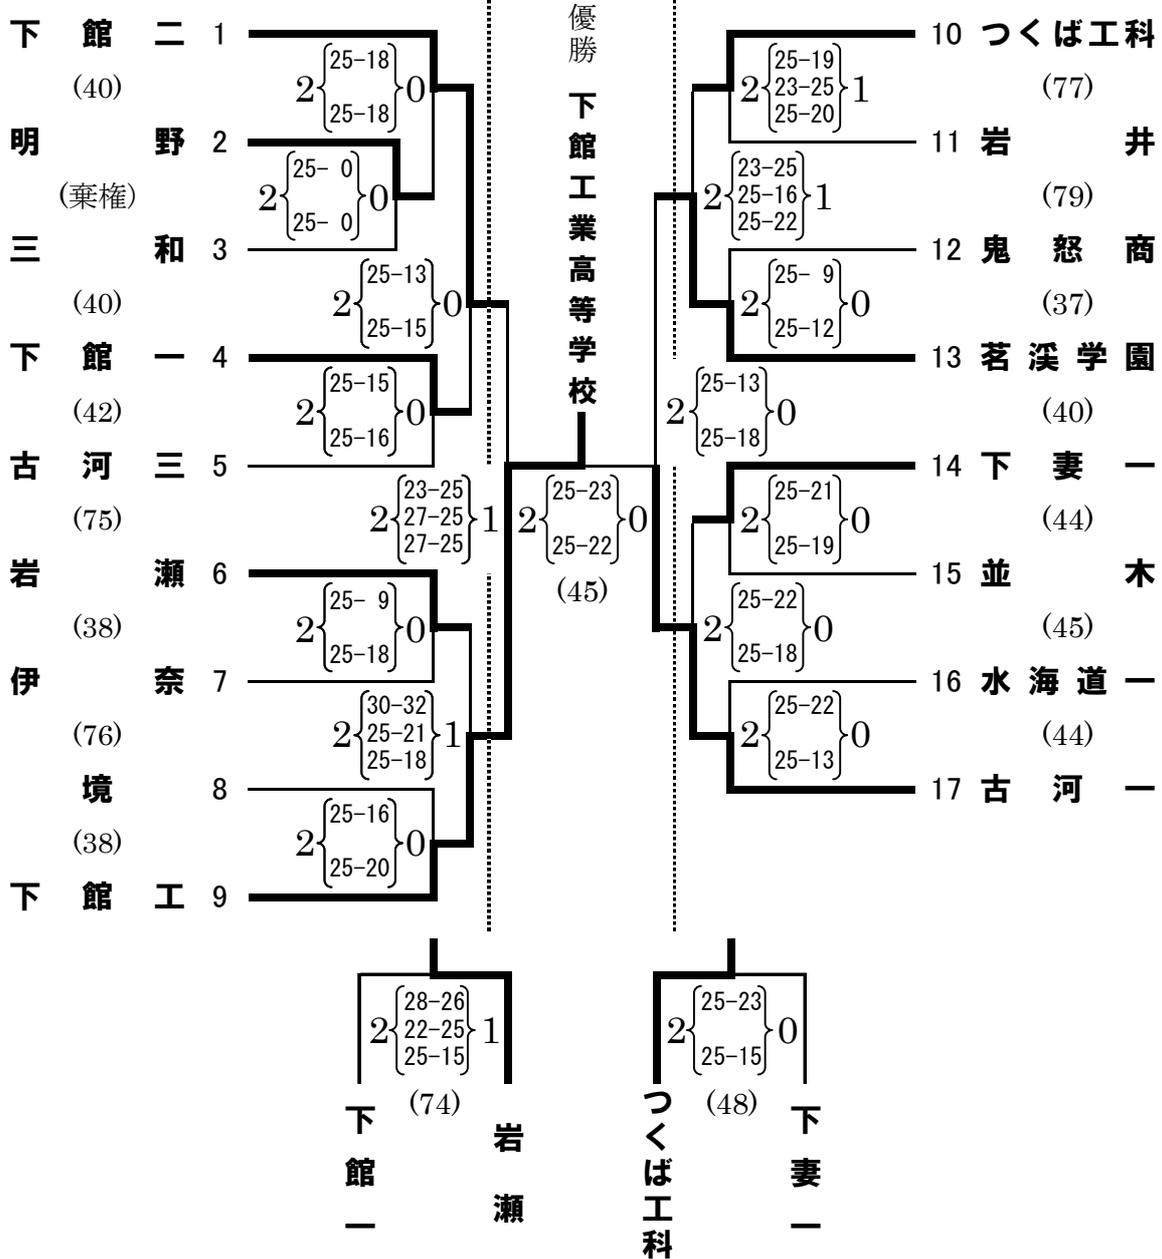 優勝
下館工業高等学校
下館二 1
2 25-18 25-18 0
(40)
明野 2
2 25- 0 25- 0 0
(棄権)
三和 3
2 25-13 25-15 0
(40)
下館一 4
2 25-15 25-16 0
(42)
古河三 5
2 23-25 27-25 27-25 1
(75)
岩瀬 6
2 25- 9 25-18 0
(38)
伊奈 7
2 30-32 25-21 25-18 1
(76)
境 8
2 25-16 25-20 0
(38)
下館工 9
2 25-23 25-22 0
(45)
10 つくば工科
2 25-19 23-25 25-20 1
(77)
11 岩井
2 23-25 25-16 25-22 1
(79)
12 鬼怒商
2 25- 9 25-12 0
(37)
13 茗渓学園
2 25-13 25-18 0
(40)
14 下妻一
2 25-21 25-19 0
(44)
15 並木
2 25-22 25-18 0
(45)
16 水海道一
2 25-22 25-13 0
(44)
17 古河一
2 28-26 22-25 25-15 1
(74)
下館一
岩瀬
2 25-23 25-15 0
(48)
つくば工科
下妻一